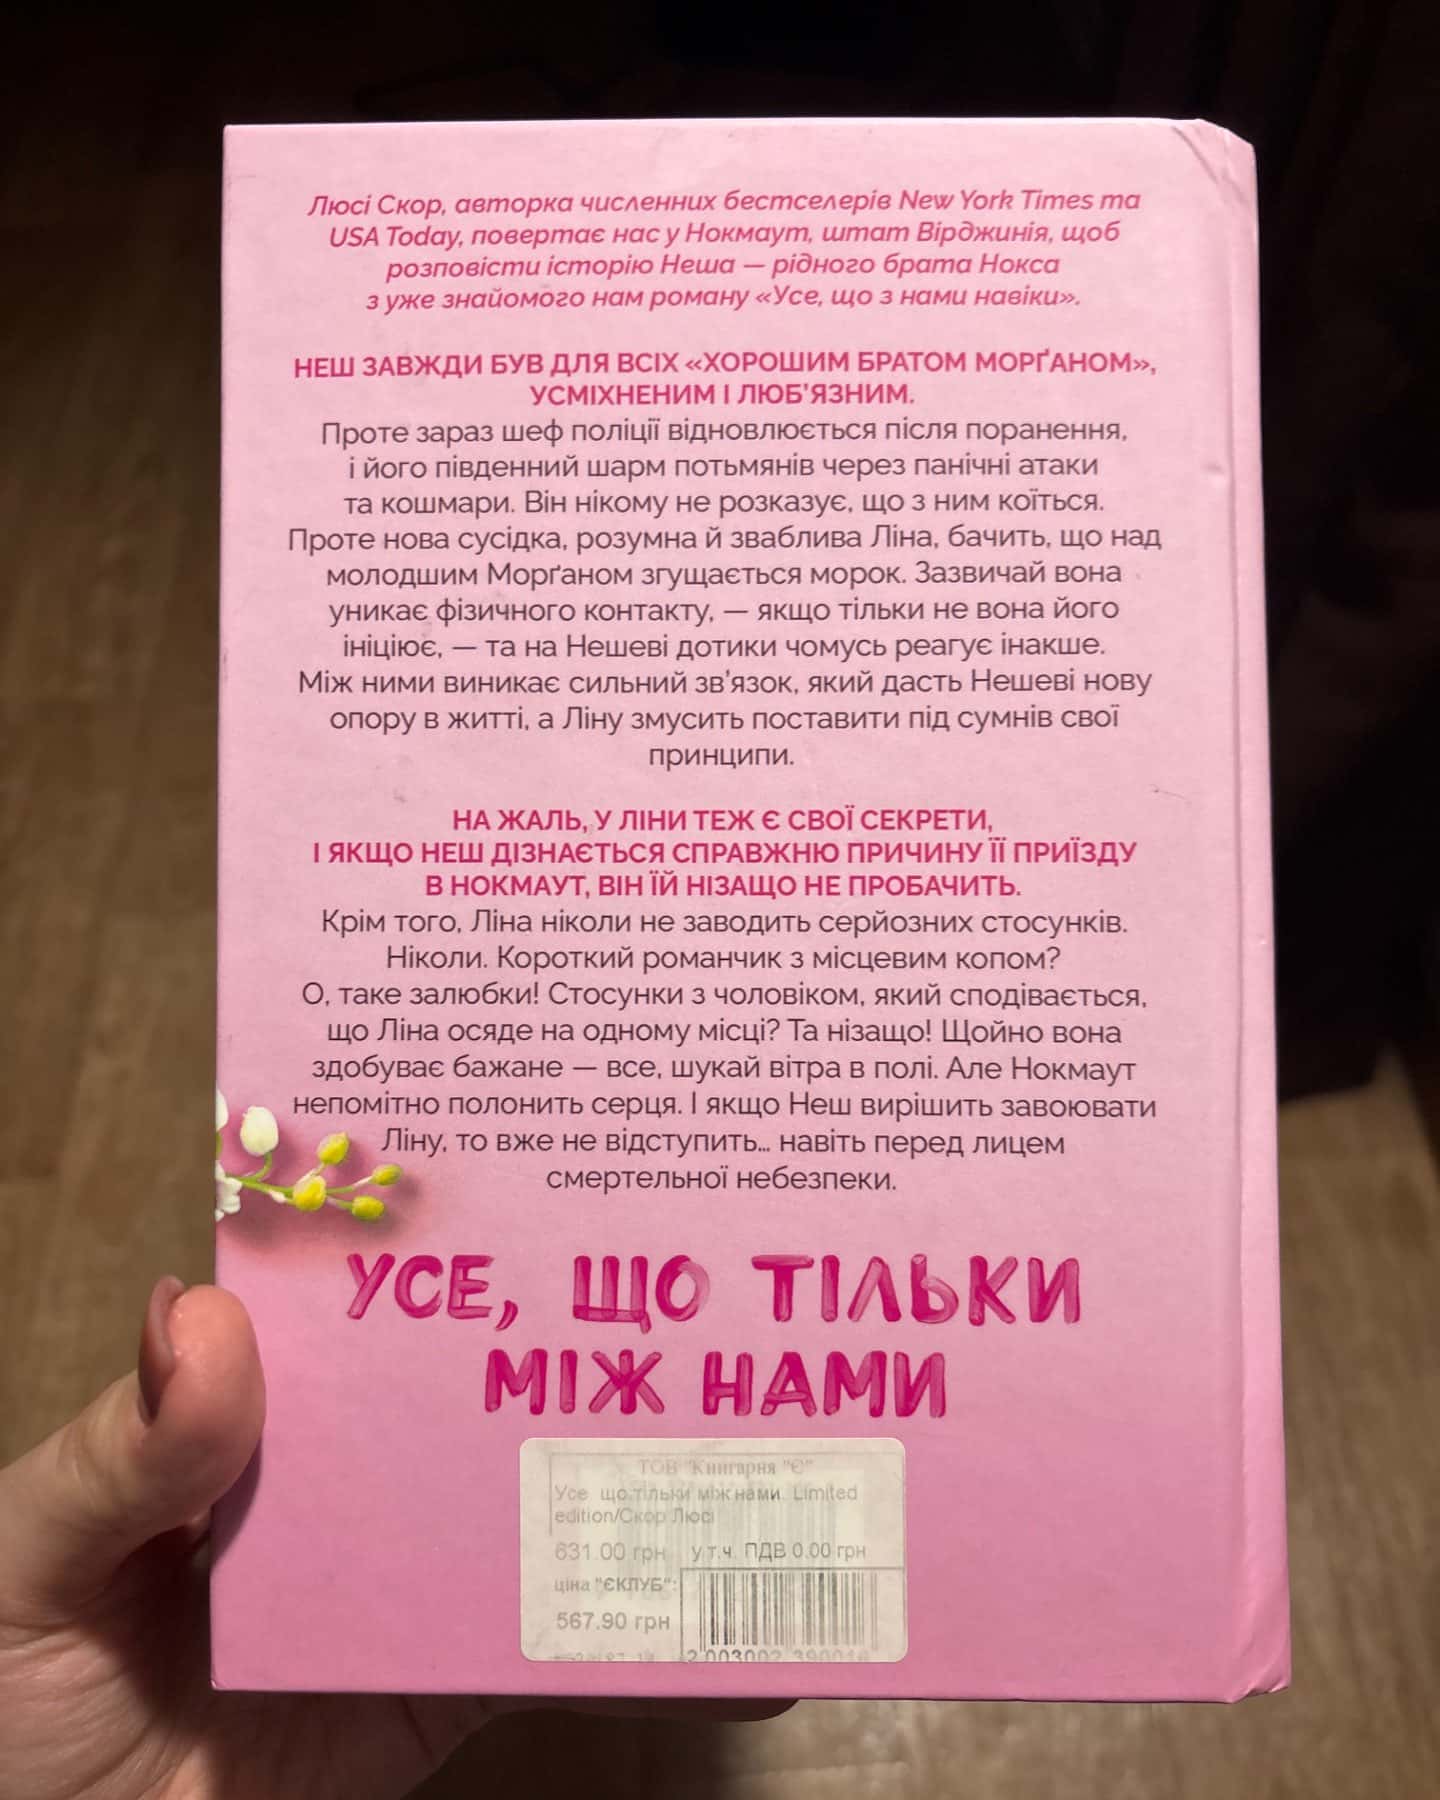 Люсі Скор, авторка численних бестселерів New York Times та
USA Today, повертає нас у Нокмаут, штат Вірджинія, щоб
розповісти історію Неша — рідного брата Нокса
з уже знайомого нам роману «Усе, що з нами навіки».
НЕШ ЗАВЖДИ БУВ ДЛЯ ВСІХ «ХОРОШИМ БРАТОМ МОРҐАНОМ»,
УСМІХНЕНИМ І ЛЮБ'ЯЗНИМ.
Проте зараз шеф поліції відновлюється після поранення,
і його південний шарм потьмянів через панічні атаки
та кошмари. Він нікому не розказує, що з ним коїться.
Проте нова сусідка, розумна й зваблива Ліна, бачить, що над
молодшим Морґаном згущається морок. Зазвичай вона
уникає фізичного контакту, — якщо тільки не вона його
ініціює, — та на Нешеві дотики чомусь реагує інакше.
Між ними виникає сильний зв'язок, який дасть Нешеві нову
опору в житті, а Ліну змусить поставити під сумнів свої
принципи.
НА ЖАЛЬ, У ЛІНИ ТЕЖ Є СВОЇ СЕКРЕТИ,
І ЯКЩО НЕШ ДІЗНАЄТЬСЯ СПРАВЖНЮ ПРИЧИНУ ЇЇ ПРИЇЗДУ
В НОКМАУТ, ВІН ЇЙ НІЗАЩО НЕ ПРОБАЧИТЬ.
Крім того, Ліна ніколи не заводить серйозних стосунків.
Ніколи. Короткий романчик з місцевим копом?
О, таке залюбки! Стосунки з чоловіком, який сподівається,
що Ліна осяде на одному місці? Та нізащо! Щойно вона
здобуває бажане — все, шукай вітра в полі. Але Нокмаут
непомітно полонить серця. І якщо Неш вирішить завоювати
Ліну, то вже не відступить… навіть перед лицем
смертельної небезпеки.
УСЕ, ЩО ТІЛЬКИ
МІЖ НАМИ
ТОВ "Книгарня "Є"
Усе що тільки між нами. Limited
edition/Скор Люсі
631.00 грн у т.ч. ПДВ 0.00 грн
ціна "ЄКЛУБ":
567.90 грн